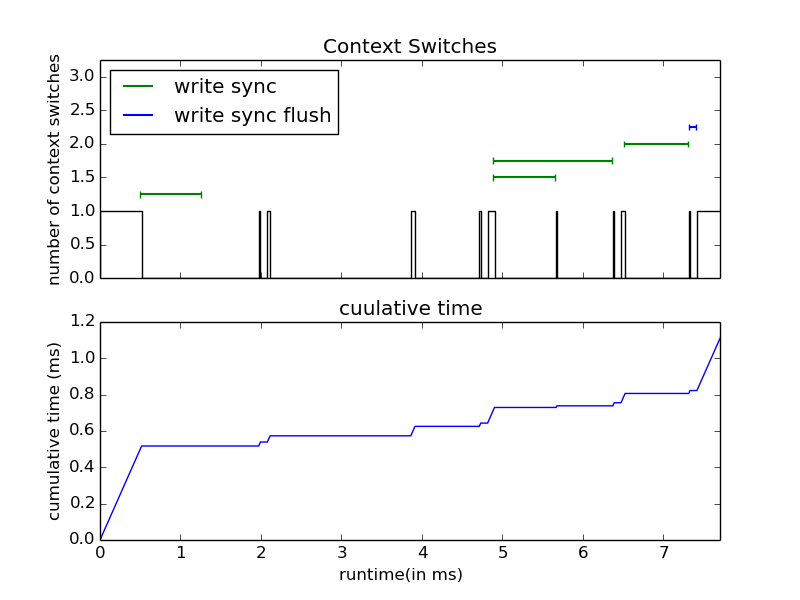 Context Switches
number of context switches
3.0
2.5
2.0
1.5
1.0
0.5
0.0
write sync
write sync flush
cuulative time
cumulative time (ms)
1.2
1.0
0.8
0.6
0.4
0.2
0.0
0 1 2 3 4 5 6 7
runtime(in ms)